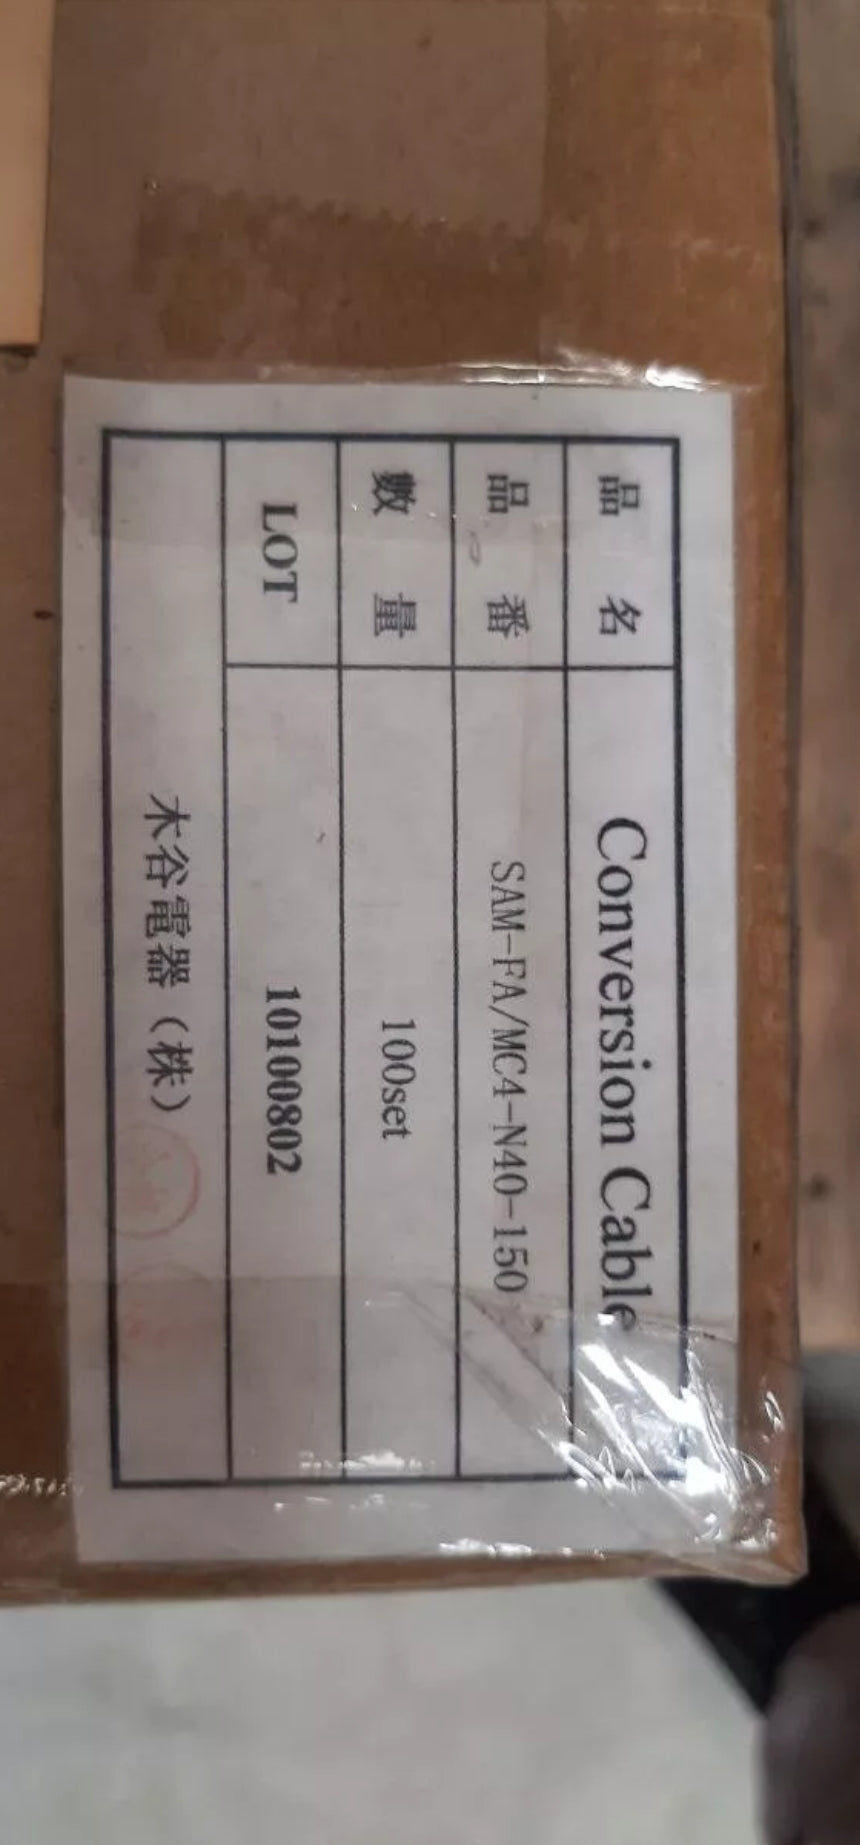 品名 Conversion Cable
品番 SAM-FA/MC4-N40-150
數量 100set
LOT 10100802
木谷電器（株）